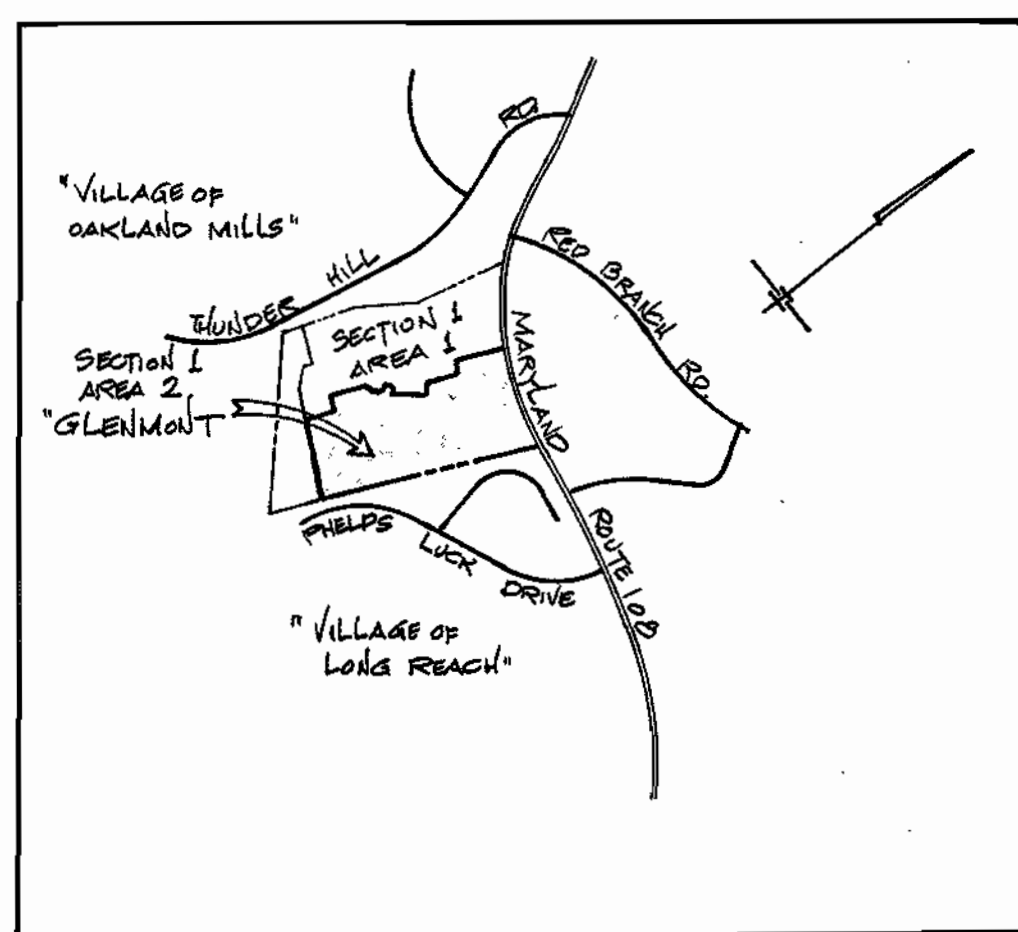 "VILLAGE OF
OAKLAND MILLS"
THUNDER HILL RD.
RED BRANCH RD.
SECTION 1
AREA 1
SECTION 1
AREA 2
"GLENMONT
MARYLAND ROUTE 108
PHELPS LUCK DRIVE
"VILLAGE OF
LONG REACH"